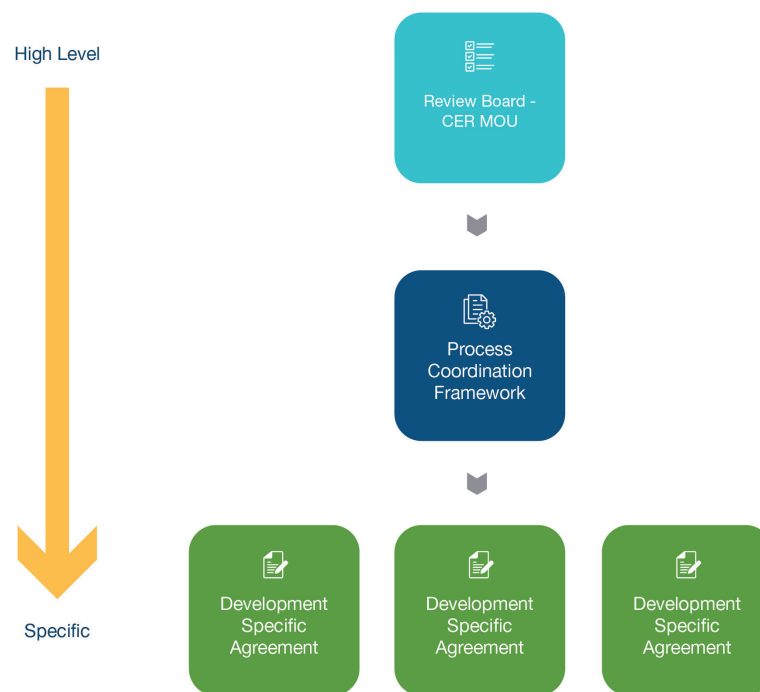 High Level
Review Board -
CER MOU
Process
Coordination
Framework
Development
Specific
Agreement
Development
Specific
Agreement
Development
Specific
Agreement
Specific